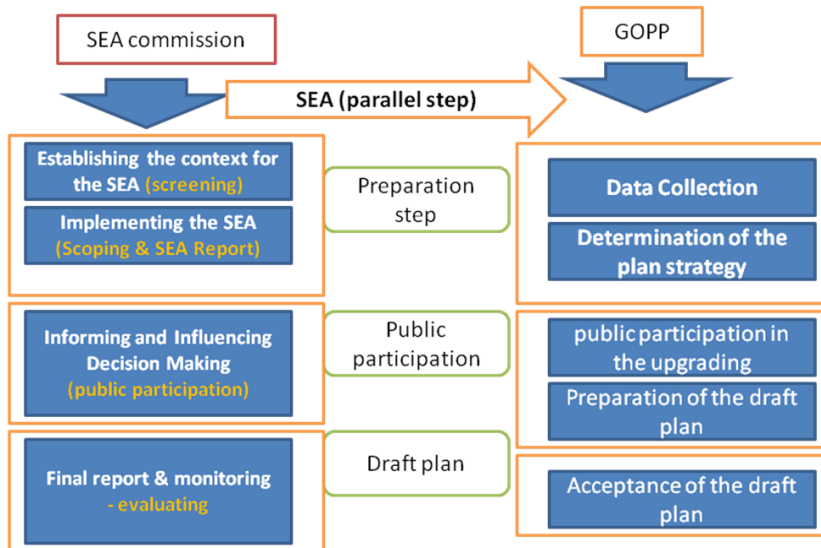 SEA commission
GOPP
SEA (parallel step)
Establishing the context for
the SEA (screening)
Implementing the SEA
(Scoping & SEA Report)
Preparation
step
Data Collection
Determination of the
plan strategy
Informing and Influencing
Decision Making
(public participation)
Public
participation
public participation in
the upgrading
Preparation of the draft
plan
Final report & monitoring
- evaluating
Draft plan
Acceptance of the draft
plan